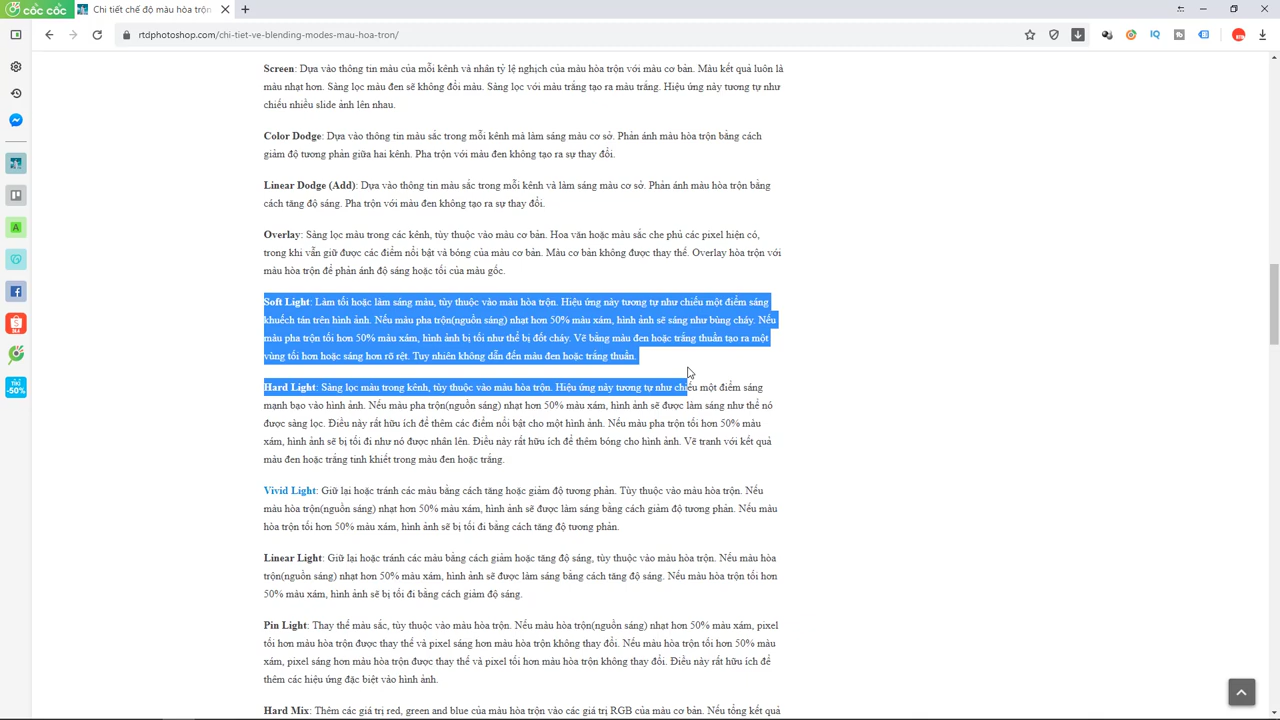 cốc cốc
Chi tiết chế độ màu hòa trộn
rtdphotoshop.com/chi-tiet-ve-blending-modes-mau-hoa-tron/
Screen: Dựa vào thông tin màu của mỗi kênh và nhân tỷ lệ nghịch của màu hòa trộn với màu cơ bản. Màu kết quả luôn là
màu nhạt hơn. Sàng lọc màu đen sẽ không đổi màu. Sàng lọc với màu trắng tạo ra màu trắng. Hiệu ứng này tương tự như
chiếu nhiều slide ảnh lên nhau.
Color Dodge: Dựa vào thông tin màu sắc trong mỗi kênh mà làm sáng màu cơ sở. Phản ánh màu hòa trộn bằng cách
giảm độ tương phản giữa hai kênh. Pha trộn với màu đen không tạo ra sự thay đổi.
Linear Dodge (Add): Dựa vào thông tin màu sắc trong mỗi kênh và làm sáng màu cơ sở. Phản ánh màu hòa trộn bằng
cách tăng độ sáng. Pha trộn với màu đen không tạo ra sự thay đổi.
Overlay: Sàng lọc màu trong các kênh, tùy thuộc vào màu cơ bản. Hoa văn hoặc màu sắc che phủ các pixel hiện có,
trong khi vẫn giữ được các điểm nổi bật và bóng của màu cơ bản. Màu cơ bản không được thay thế. Overlay hòa trộn với
màu hòa trộn để phản ánh độ sáng hoặc tối của màu gốc.
Soft Light: Làm tối hoặc làm sáng màu, tùy thuộc vào màu hòa trộn. Hiệu ứng này tương tự như chiếu một điểm sáng
khuếch tán trên hình ảnh. Nếu màu pha trộn(nguồn sáng) nhạt hơn 50% màu xám, hình ảnh sẽ sáng như bùng cháy. Nếu
màu pha trộn tối hơn 50% màu xám, hình ảnh bị tối như thể bị đốt cháy. Vẽ bằng màu đen hoặc trắng thuần tạo ra một
vùng tối hơn hoặc sáng hơn rõ rệt. Tuy nhiên không dẫn đến màu đen hoặc trắng thuần.
Hard Light: Sàng lọc màu trong kênh, tùy thuộc vào màu hòa trộn. Hiệu ứng này tương tự như chiếu một điểm sáng
mạnh bạo vào hình ảnh. Nếu màu pha trộn(nguồn sáng) nhạt hơn 50% màu xám, hình ảnh sẽ được làm sáng như thể nó
được sàng lọc. Điều này rất hữu ích để thêm các điểm nổi bật cho một hình ảnh. Nếu màu pha trộn tối hơn 50% màu
xám, hình ảnh sẽ bị tối đi như nó được nhân lên. Điều này rất hữu ích để thêm bóng cho hình ảnh. Vẽ tranh với kết quả
màu đen hoặc trắng tinh khiết trong màu đen hoặc trắng.
Vivid Light: Giữ lại hoặc tránh các màu bằng cách tăng hoặc giảm độ tương phản. Tùy thuộc vào màu hòa trộn. Nếu
màu hòa trộn(nguồn sáng) nhạt hơn 50% màu xám, hình ảnh sẽ được làm sáng bằng cách giảm độ tương phản. Nếu màu
hòa trộn tối hơn 50% màu xám, hình ảnh sẽ bị tối đi bằng cách tăng độ tương phản.
Linear Light: Giữ lại hoặc tránh các màu bằng cách giảm hoặc tăng độ sáng, tùy thuộc vào màu hòa trộn. Nếu màu hòa
trộn(nguồn sáng) nhạt hơn 50% màu xám, hình ảnh sẽ được làm sáng bằng cách tăng độ sáng. Nếu màu hòa trộn tối hơn
50% màu xám, hình ảnh sẽ bị tối đi bằng cách giảm độ sáng.
Pin Light: Thay thế màu sắc, tùy thuộc vào màu hòa trộn. Nếu màu hòa trộn(nguồn sáng) nhạt hơn 50% màu xám, pixel
tối hơn màu hòa trộn được thay thế và pixel sáng hơn màu hòa trộn không thay đổi. Nếu màu hòa trộn tối hơn 50% màu
xám, pixel sáng hơn màu hòa trộn được thay thế và pixel tối hơn màu hòa trộn không thay đổi. Điều này rất hữu ích để
thêm các hiệu ứng đặc biệt vào hình ảnh.
Hard Mix: Thêm các giá trị red, green and blue của màu hòa trộn vào các giá trị RGB của màu cơ bản. Nếu tổng kết quả
-50%